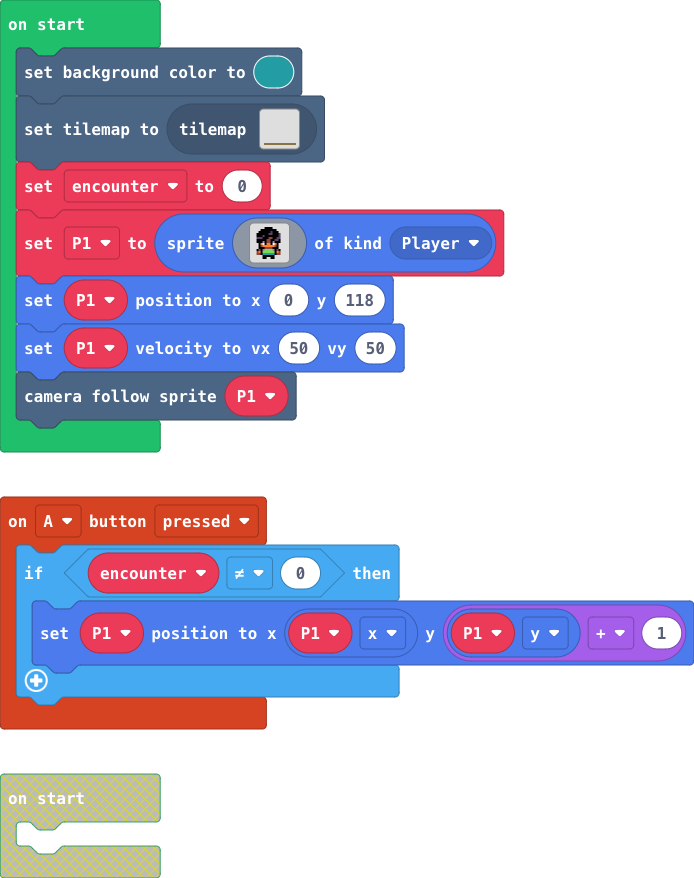 on start
set background color to
set tilemap to tilemap
set encounter to 0
set P1 to sprite of kind Player
set P1 position to x 0 y 118
set P1 velocity to vx 50 vy 50
camera follow sprite P1
on A button pressed
if encounter ≠ 0 then
set P1 position to x P1 x y P1 y + 1
on start